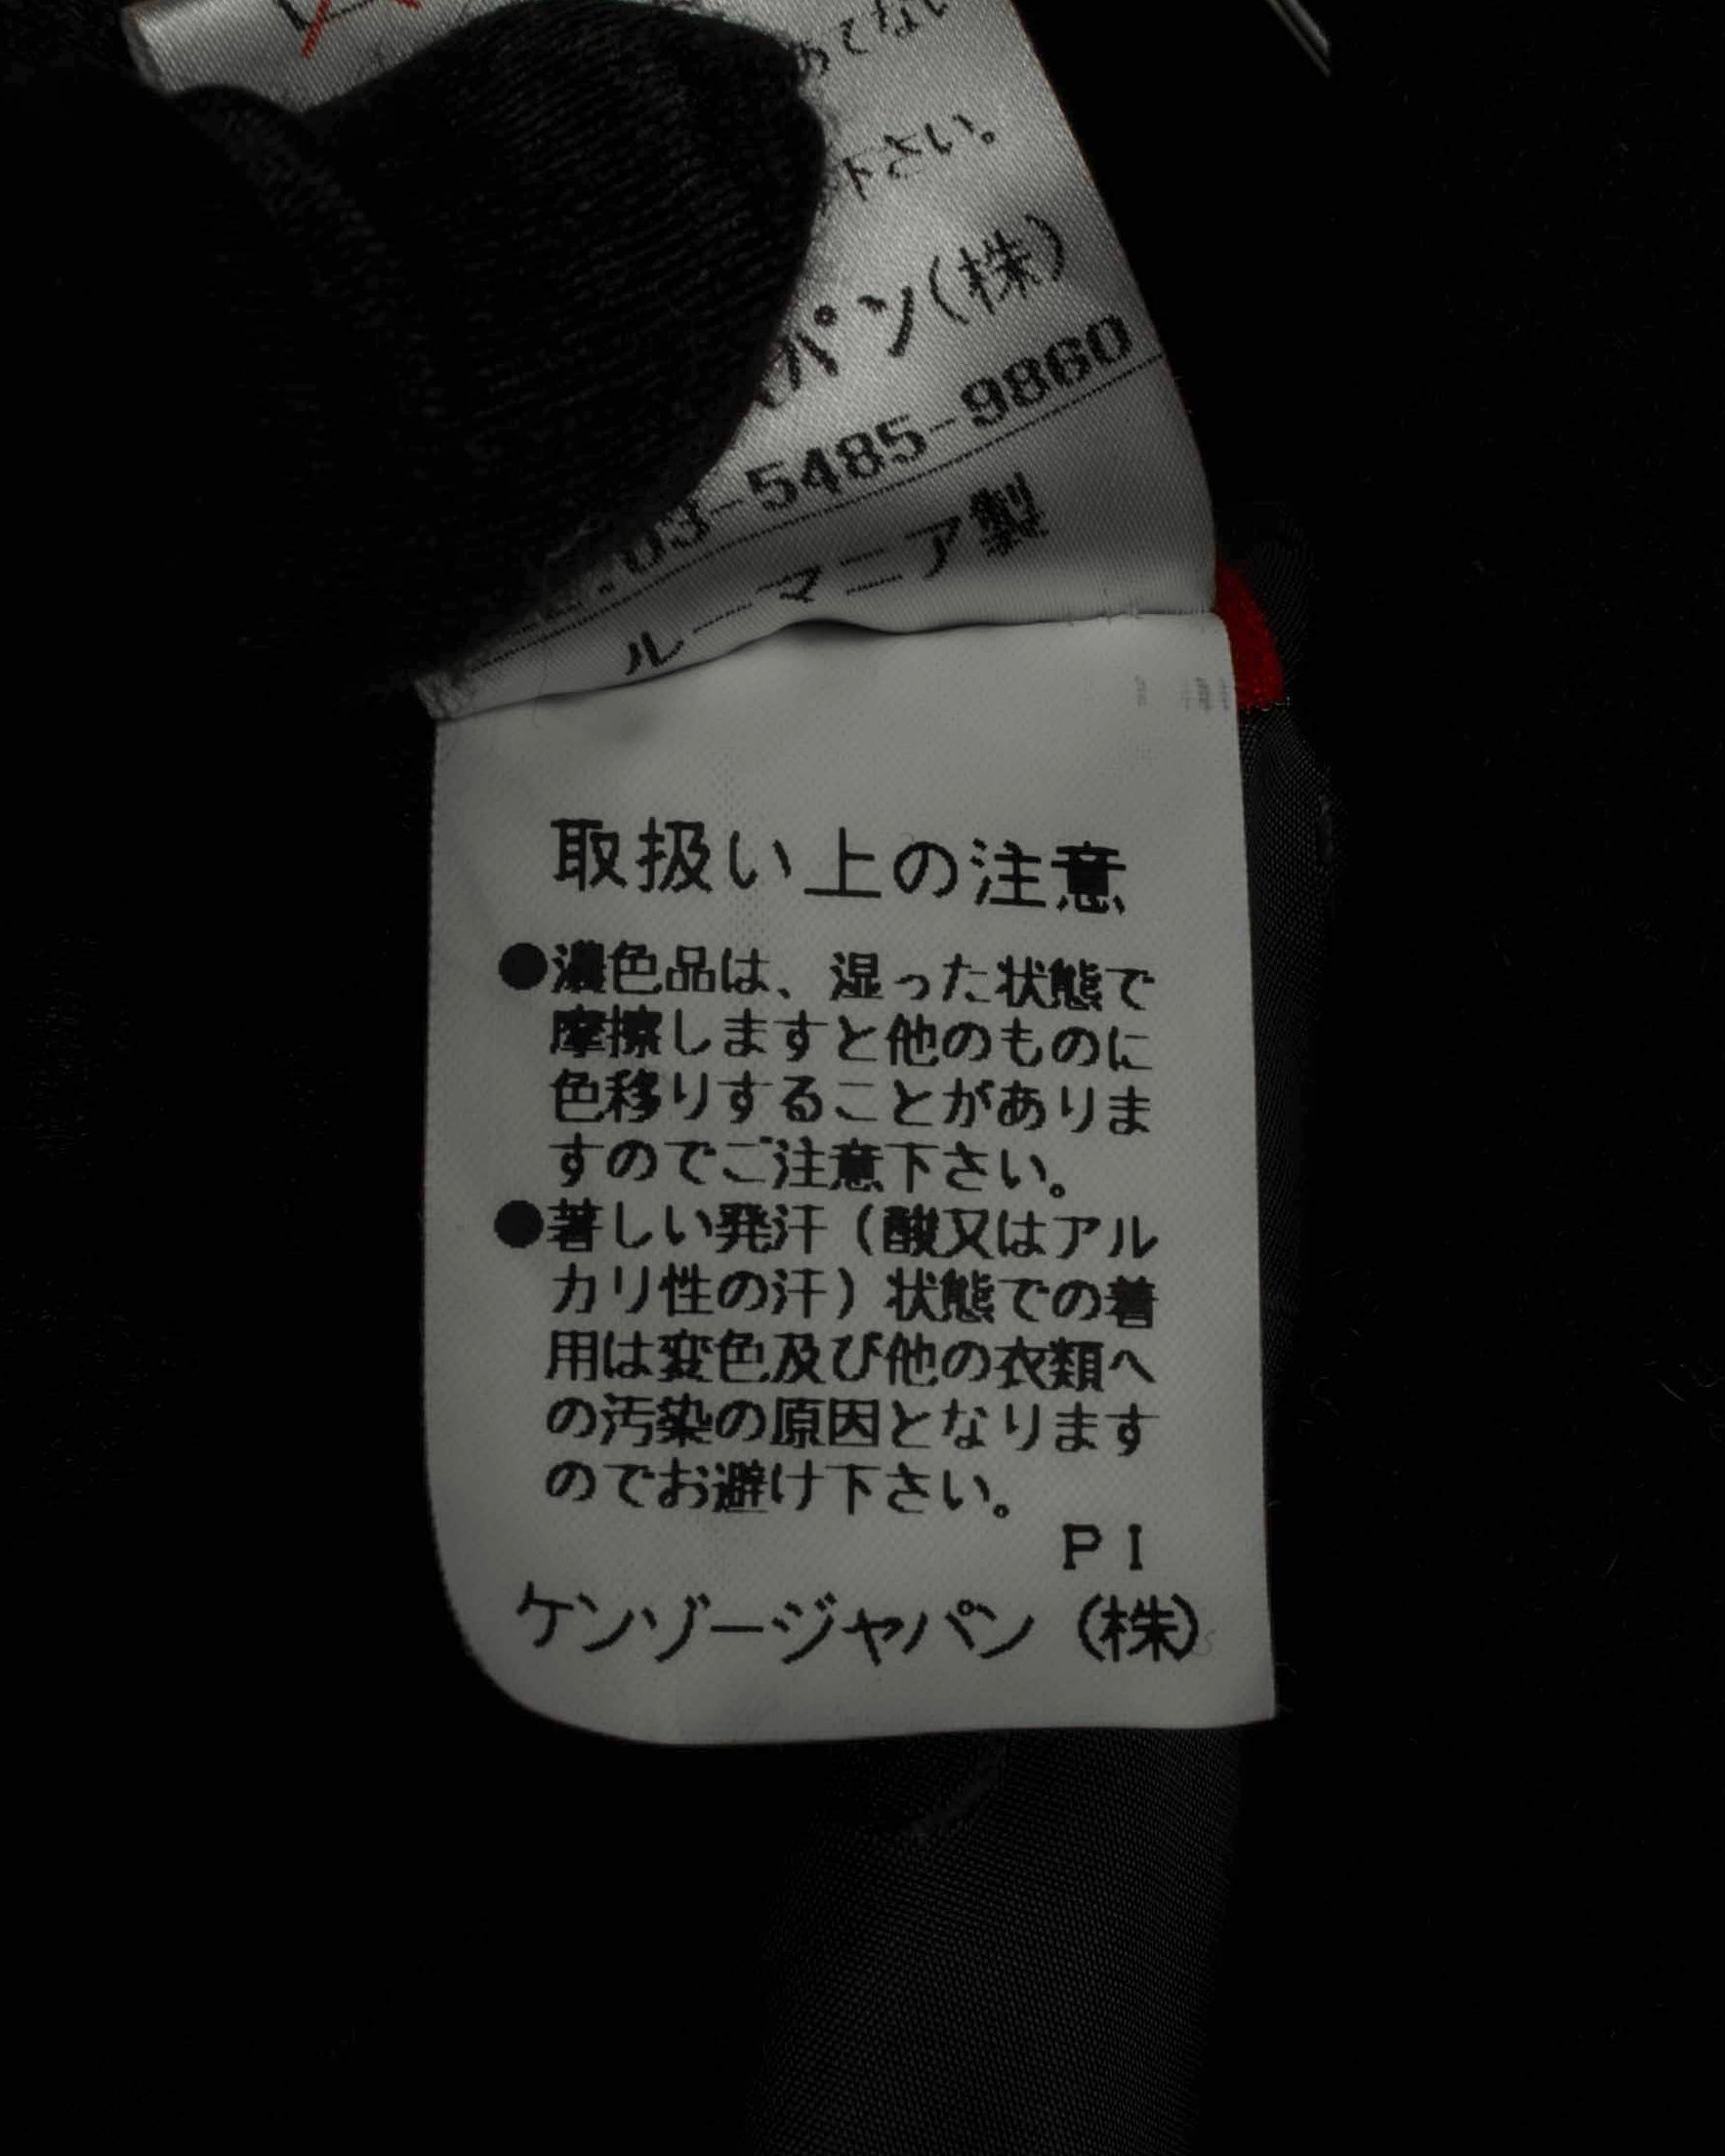 あてない
下さい。
パン(株)
.03-5485-9860
ルーマニア製
取扱い上の注意
●濃色品は、湿った状態で
摩擦しますと他のものに
色移りすることがありま
すのでご注意下さい。
●著しい発汗(酸又はアル
カリ性の汗)状態での着
用は変色及び他の衣類へ
の汚染の原因となります
のでお避け下さい。
PI
ケンゾージャパン(株)